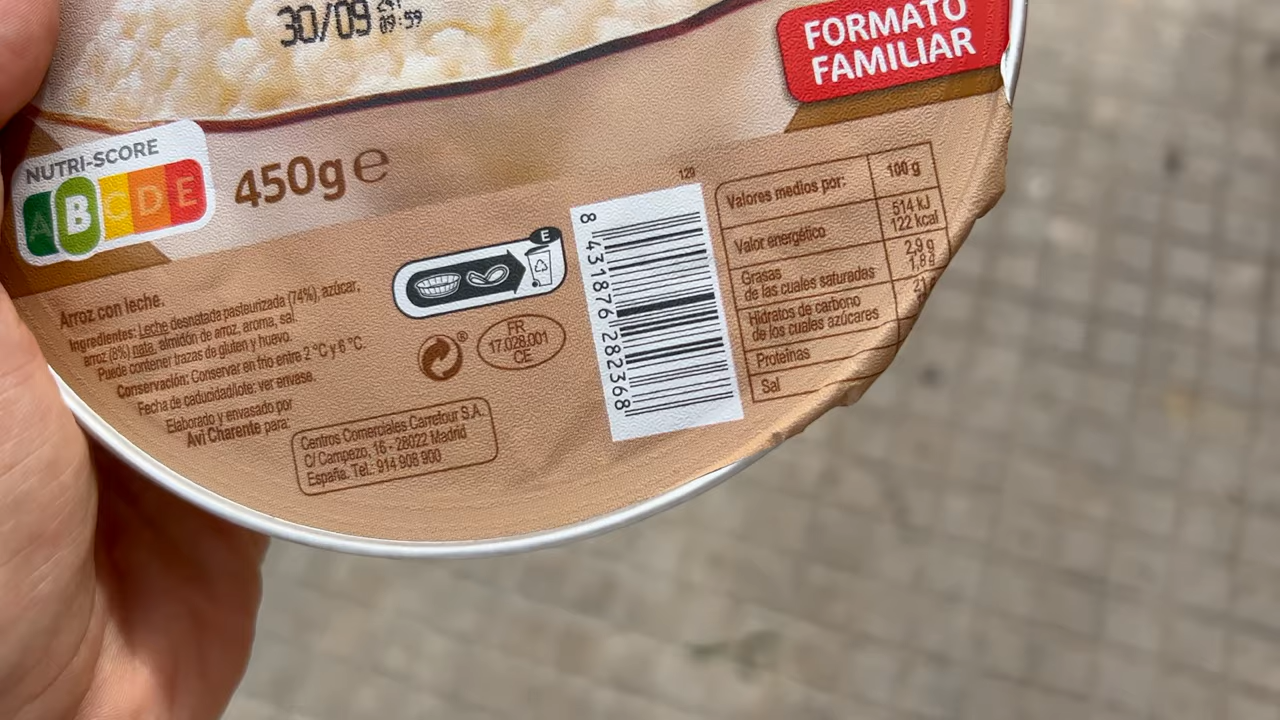 30/09
09:59
FORMATO
FAMILIAR
NUTRI-SCORE
A B C D E
450g e
Arroz con leche.
Ingredientes: Leche desnatada pasteurizada (74%), azúcar,
arroz (8%) nata, almidón de arroz, aroma, sal.
Puede contener trazas de gluten y huevo.
Conservación: Conservar en frío entre 2 °C y 6 °C.
Fecha de caducidad/lote: ver envase.
Elaborado y envasado por
Avi Charente para:
Centros Comerciales Carrefour S.A.
C/ Campezo, 16 - 28022 Madrid
España. Tel.: 914 908 900
E
FR
17.028.001
CE
129
8 431876 282368
Valores medios por: 100 g
Valor energético 514 kJ
122 kcal
Grasas 2,9 g
de las cuales saturadas 1,8 g
Hidratos de carbono
de los cuales azúcares
Proteínas
Sal